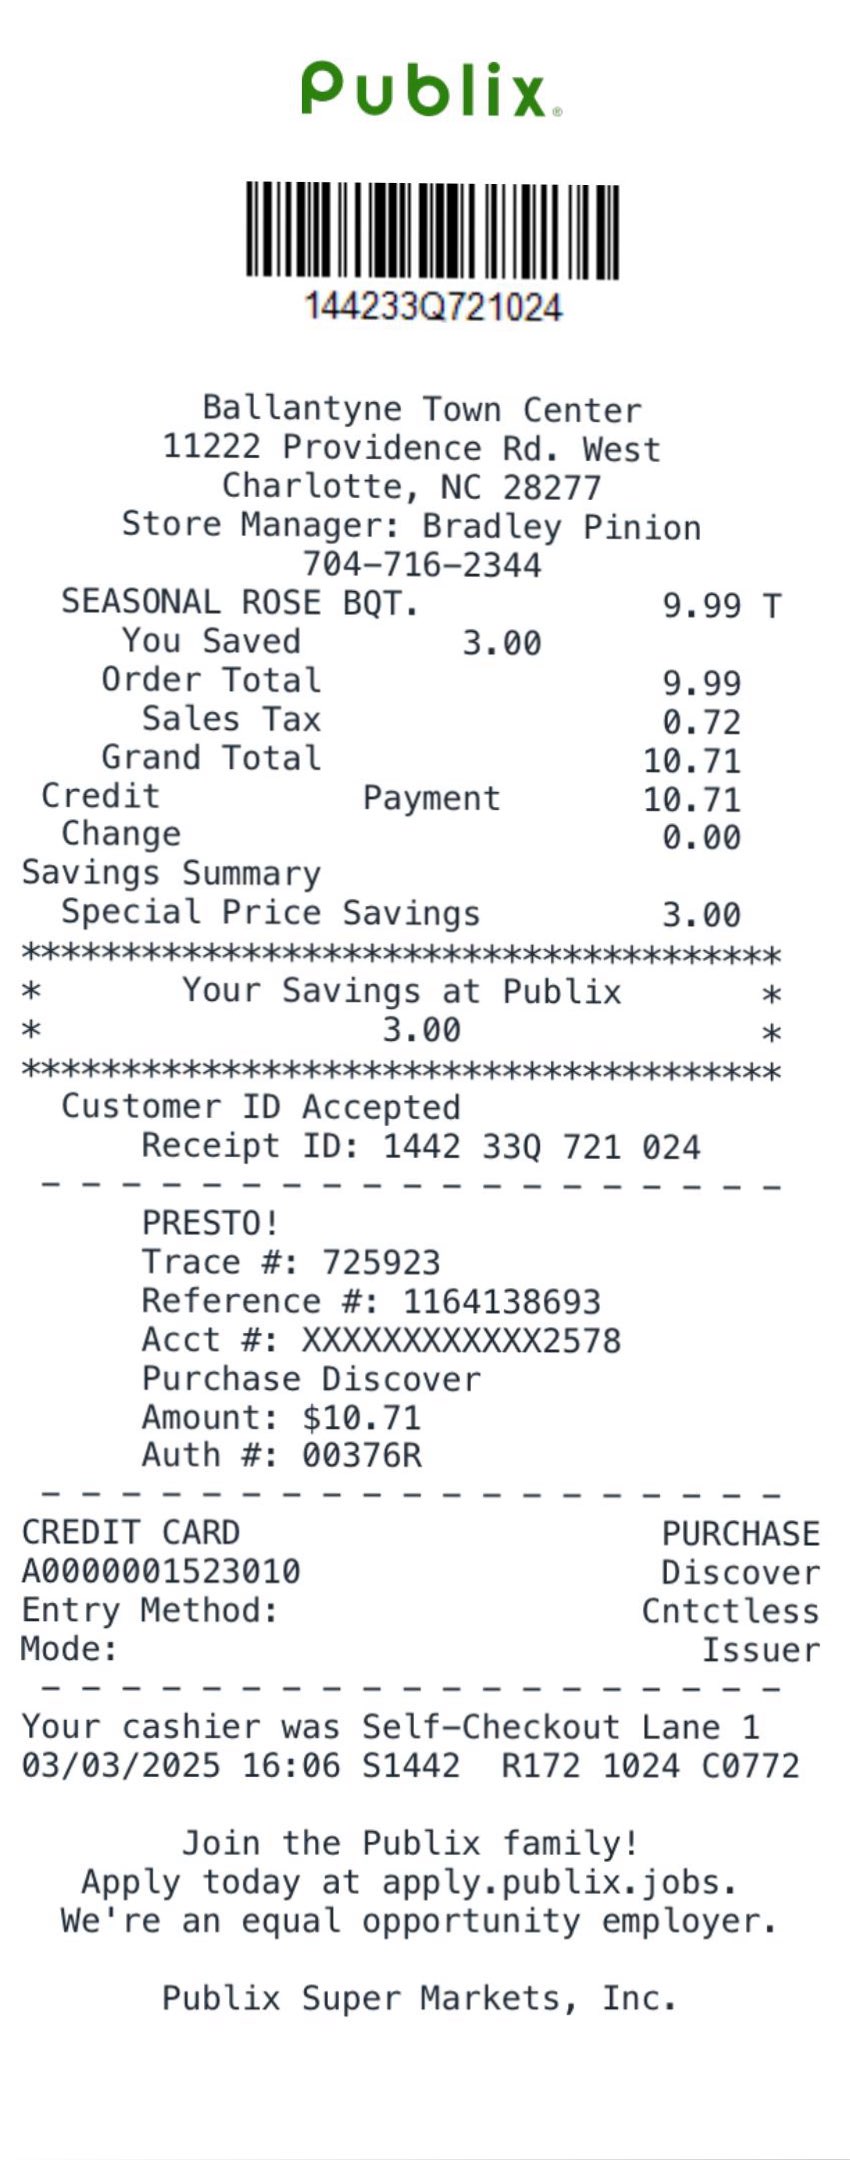 Publix®
144233Q721024
Ballantyne Town Center
11222 Providence Rd. West
Charlotte, NC 28277
Store Manager: Bradley Pinion
704-716-2344
SEASONAL ROSE BQT. 9.99 T
You Saved 3.00
Order Total 9.99
Sales Tax 0.72
Grand Total 10.71
Credit Payment 10.71
Change 0.00
Savings Summary
Special Price Savings 3.00
**************************************
* Your Savings at Publix *
* 3.00 *
**************************************
Customer ID Accepted
Receipt ID: 1442 33Q 721 024
- - - - - - - - - - - - - - - - - - -
PRESTO!
Trace #: 725923
Reference #: 1164138693
Acct #: XXXXXXXXXXXX2578
Purchase Discover
Amount: $10.71
Auth #: 00376R
- - - - - - - - - - - - - - - - - - -
CREDIT CARD PURCHASE
A0000001523010 Discover
Entry Method: Cntctless
Mode: Issuer
- - - - - - - - - - - - - - - - - - -
Your cashier was Self-Checkout Lane 1
03/03/2025 16:06 S1442 R172 1024 C0772
Join the Publix family!
Apply today at apply.publix.jobs.
We're an equal opportunity employer.
Publix Super Markets, Inc.